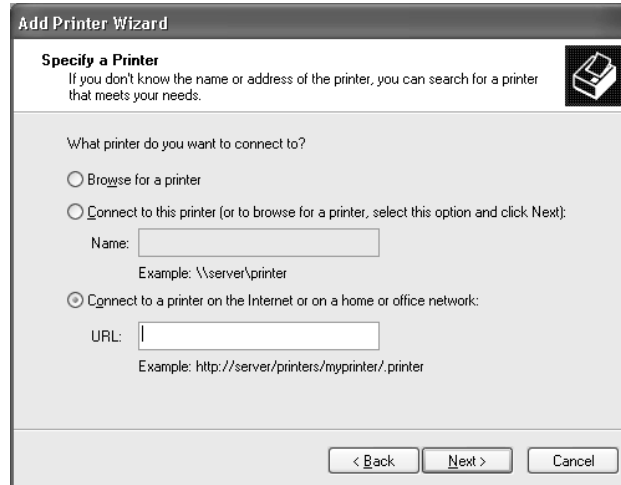 Add Printer Wizard
Specify a Printer
If you don't know the name or address of the printer, you can search for a printer
that meets your needs.
What printer do you want to connect to?
Browse for a printer
Connect to this printer (or to browse for a printer, select this option and click Next):
Name:
Example: \\server\printer
Connect to a printer on the Internet or on a home or office network:
URL:
Example: http://server/printers/myprinter/.printer
< Back Next > Cancel